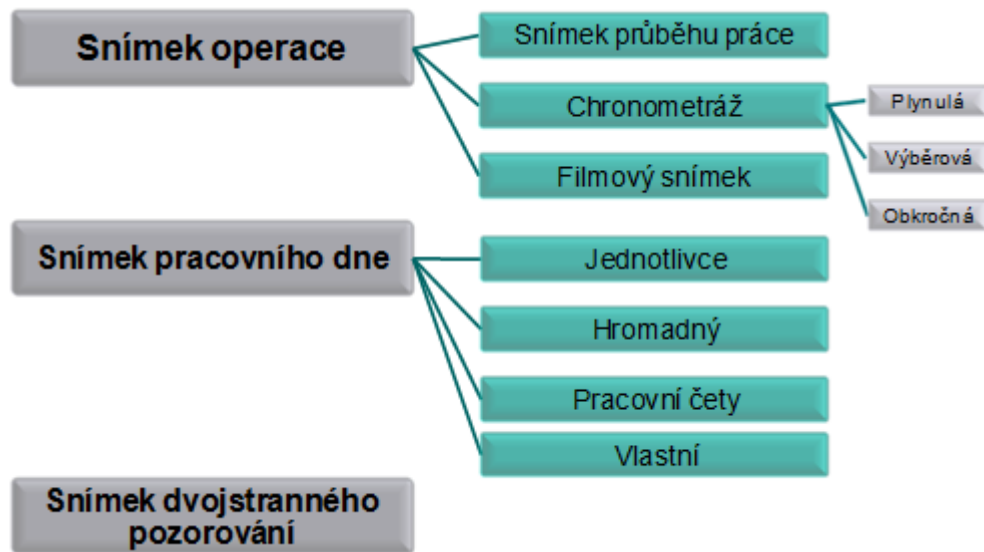 Snímek operace
Snímek průběhu práce
Chronometráž
Filmový snímek
Plynulá
Výběrová
Obkročná
Snímek pracovního dne
Jednotlivce
Hromadný
Pracovní čety
Vlastní
Snímek dvojstranného
pozorování